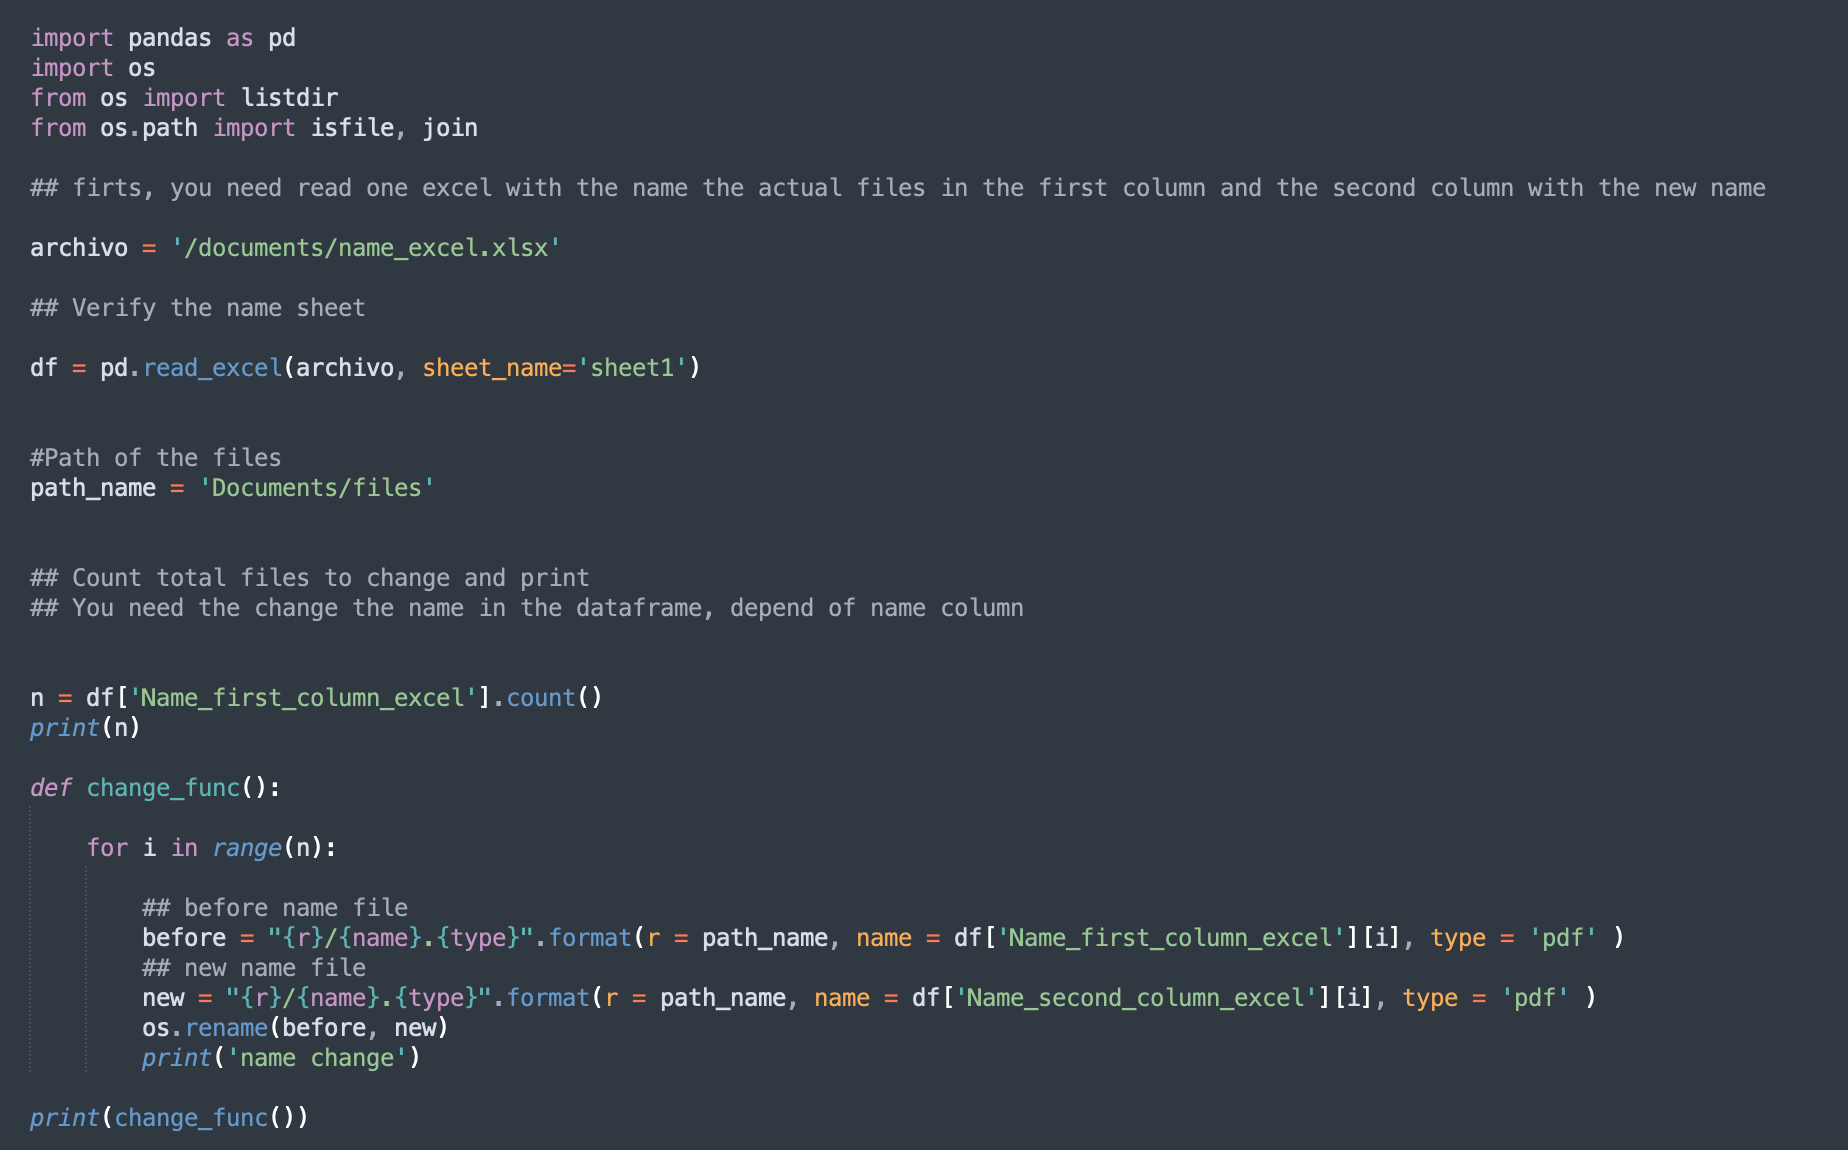 import pandas as pd
import os
from os import listdir
from os.path import isfile, join
## firts, you need read one excel with the name the actual files in the first column and the second column with the new name
archivo = '/documents/name_excel.xlsx'
## Verify the name sheet
df = pd.read_excel(archivo, sheet_name='sheet1')
#Path of the files
path_name = 'Documents/files'
## Count total files to change and print
## You need the change the name in the dataframe, depend of name column
n = df['Name_first_column_excel'].count()
print(n)
def change_func():
    for i in range(n):
        ## before name file
        before = "{r}/{name}.{type}".format(r = path_name, name = df['Name_first_column_excel'][i], type = 'pdf' )
        ## new name file
        new = "{r}/{name}.{type}".format(r = path_name, name = df['Name_second_column_excel'][i], type = 'pdf' )
        os.rename(before, new)
        print('name change')
print(change_func())